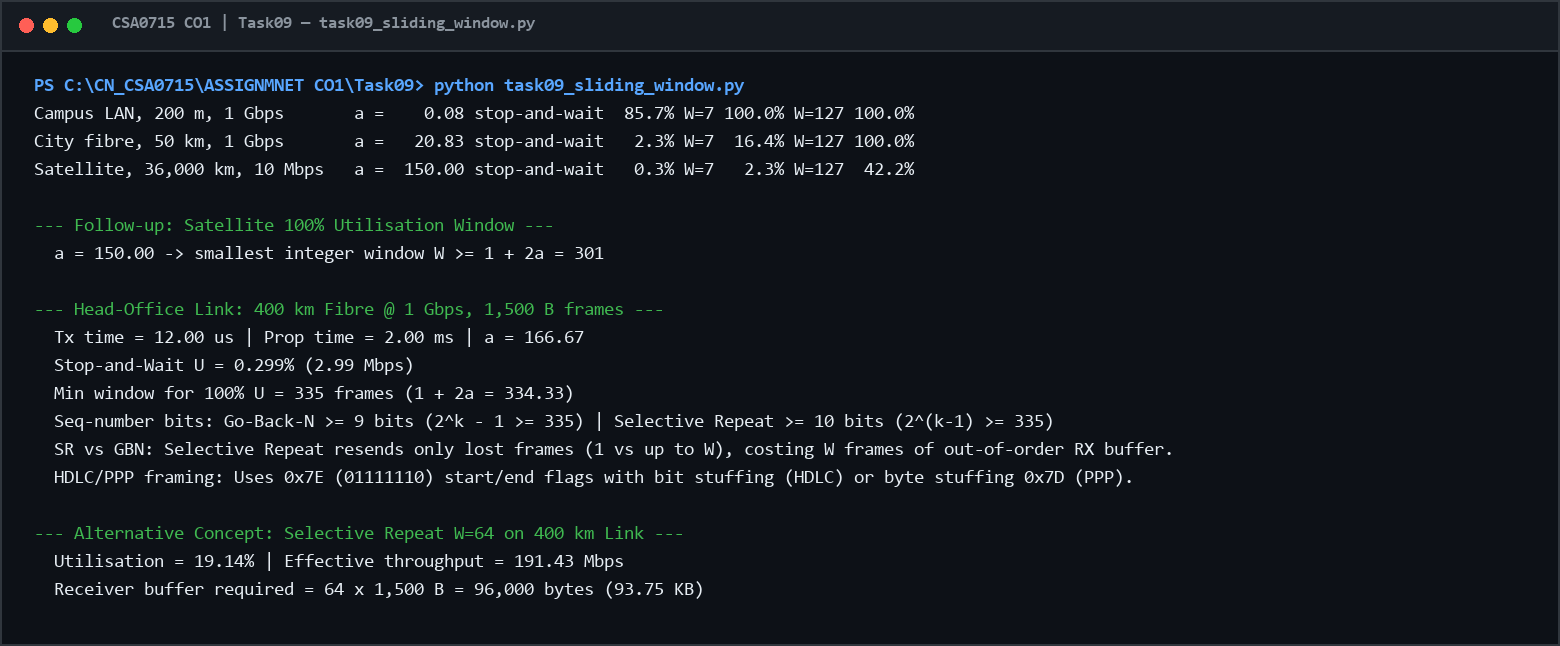 CSA0715 CO1 | Task09 — task09_sliding_window.py
PS C:\CN_CSA0715\ASSIGNMNET CO1\Task09> python task09_sliding_window.py
Campus LAN, 200 m, 1 Gbps       a =    0.08 stop-and-wait  85.7% W=7 100.0% W=127 100.0%
City fibre, 50 km, 1 Gbps       a =   20.83 stop-and-wait   2.3% W=7  16.4% W=127 100.0%
Satellite, 36,000 km, 10 Mbps   a =  150.00 stop-and-wait   0.3% W=7   2.3% W=127  42.2%
--- Follow-up: Satellite 100% Utilisation Window ---
  a = 150.00 -> smallest integer window W >= 1 + 2a = 301
--- Head-Office Link: 400 km Fibre @ 1 Gbps, 1,500 B frames ---
  Tx time = 12.00 us | Prop time = 2.00 ms | a = 166.67
  Stop-and-Wait U = 0.299% (2.99 Mbps)
  Min window for 100% U = 335 frames (1 + 2a = 334.33)
  Seq-number bits: Go-Back-N >= 9 bits (2^k - 1 >= 335) | Selective Repeat >= 10 bits (2^(k-1) >= 335)
  SR vs GBN: Selective Repeat resends only lost frames (1 vs up to W), costing W frames of out-of-order RX buffer.
  HDLC/PPP framing: Uses 0x7E (01111110) start/end flags with bit stuffing (HDLC) or byte stuffing 0x7D (PPP).
--- Alternative Concept: Selective Repeat W=64 on 400 km Link ---
  Utilisation = 19.14% | Effective throughput = 191.43 Mbps
  Receiver buffer required = 64 x 1,500 B = 96,000 bytes (93.75 KB)